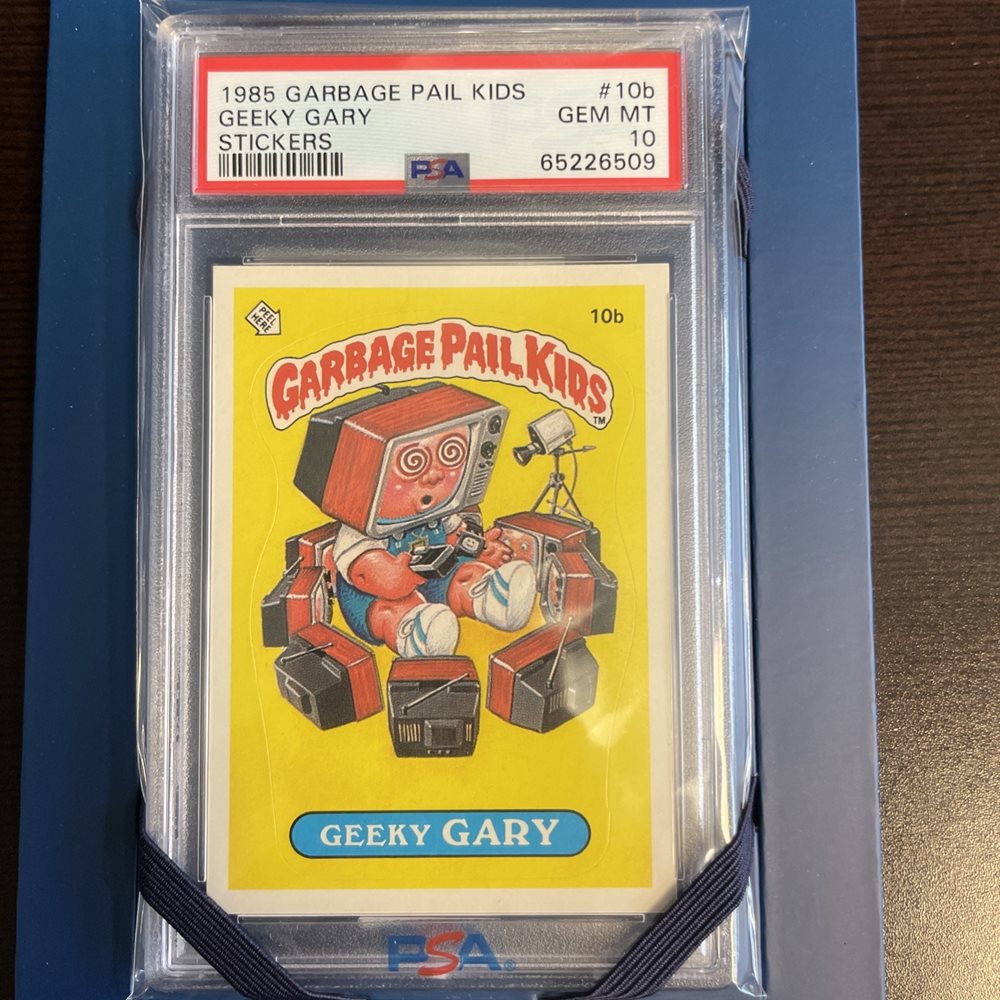 1985 GARBAGE PAIL KIDS #10b
GEEKY GARY GEM MT
STICKERS 10
PSA 65226509
PEEL HERE 10b
GARBAGE PAIL KIDS ™
GEEKY GARY
PSA®